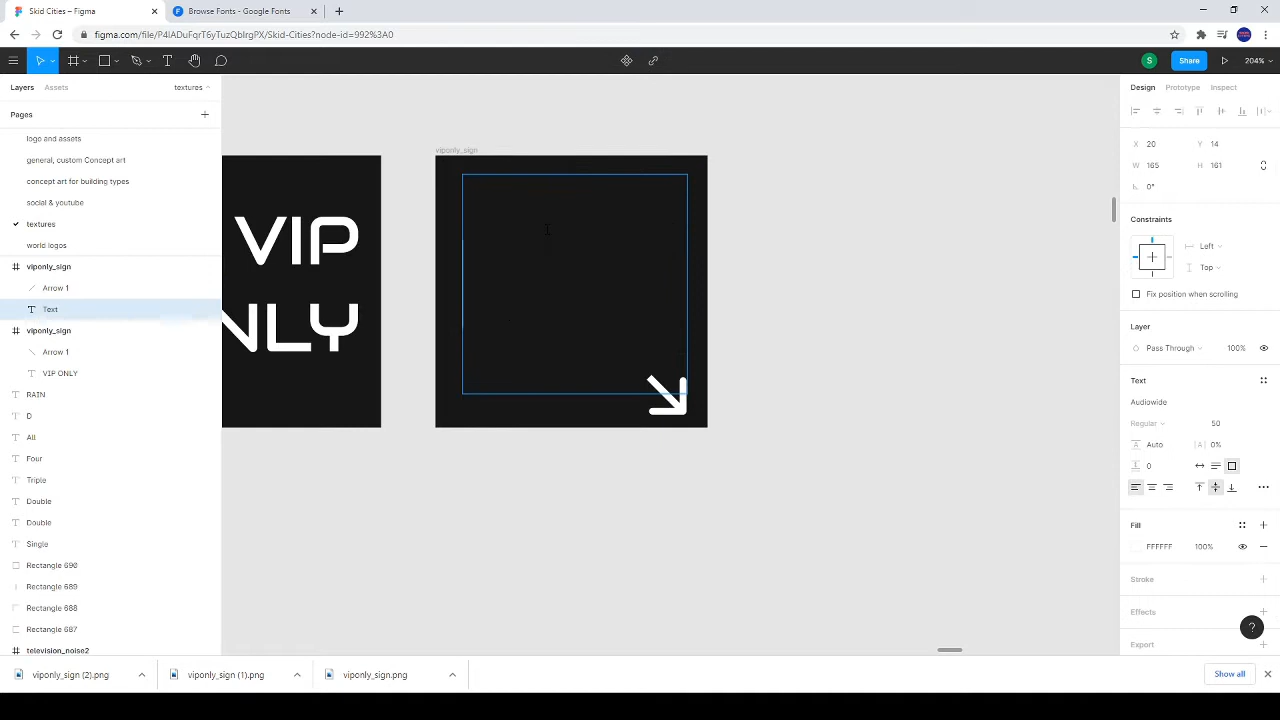 Skid Cities – Figma
Browse Fonts - Google Fonts
figma.com/file/P4lADuFqrT6yTuzQbIrgPX/Skid-Cities?node-id=992%3A0
S
Share
204%
Layers
Assets
textures
Design
Prototype
Inspect
Pages
logo and assets
general, custom Concept art
concept art for building types
social & youtube
textures
world logos
viponly_sign
Arrow 1
Text
viponly_sign
Arrow 1
VIP ONLY
RAIN
D
All
Four
Triple
Double
Double
Single
Rectangle 690
Rectangle 689
Rectangle 688
Rectangle 687
television_noise2
viponly_sign
VIP
NLY
X 20
Y 14
W 165
H 161
0°
Constraints
Left
Top
Fix position when scrolling
Layer
Pass Through
100%
Text
Audiowide
Regular
50
Auto
0%
0
Fill
FFFFFF
100%
Stroke
Effects
Export
?
viponly_sign (2).png
viponly_sign (1).png
viponly_sign.png
Show all